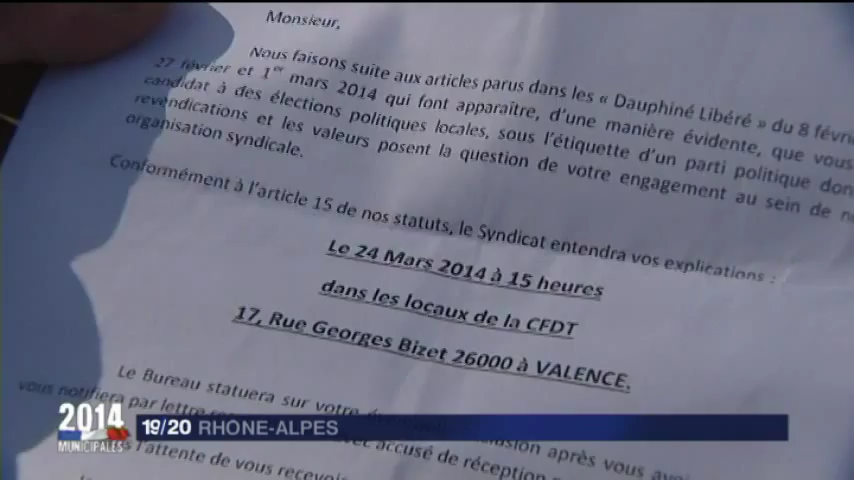 Monsieur,
Nous faisons suite aux articles parus dans les « Dauphiné Libéré » du 8 févri
27 février et 1er mars 2014 qui font apparaître, d'une manière évidente, que vous
candidat à des élections politiques locales, sous l'étiquette d'un parti politique don
revendications et les valeurs posent la question de votre engagement au sein de no
organisation syndicale.
Conformément à l'article 15 de nos statuts, le Syndicat entendra vos explications :
Le 24 Mars 2014 à 15 heures
dans les locaux de la CFDT
17, Rue Georges Bizet 26000 à VALENCE.
Le Bureau statuera sur votre après vous avoi
vous notifiera par lettre avec accusé de réception
l'attente de vous recevoir
2014
MUNICIPALES
19/20 RHONE-ALPES